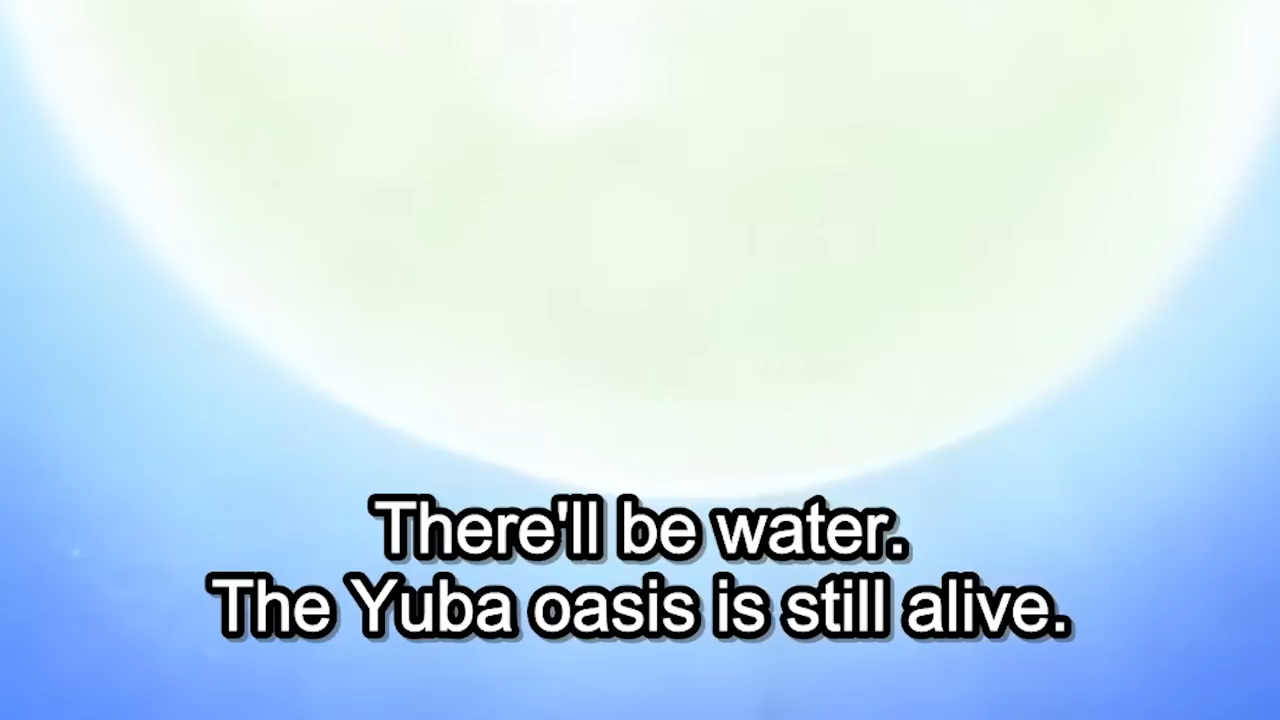 There'll be water.
The Yuba oasis is still alive.